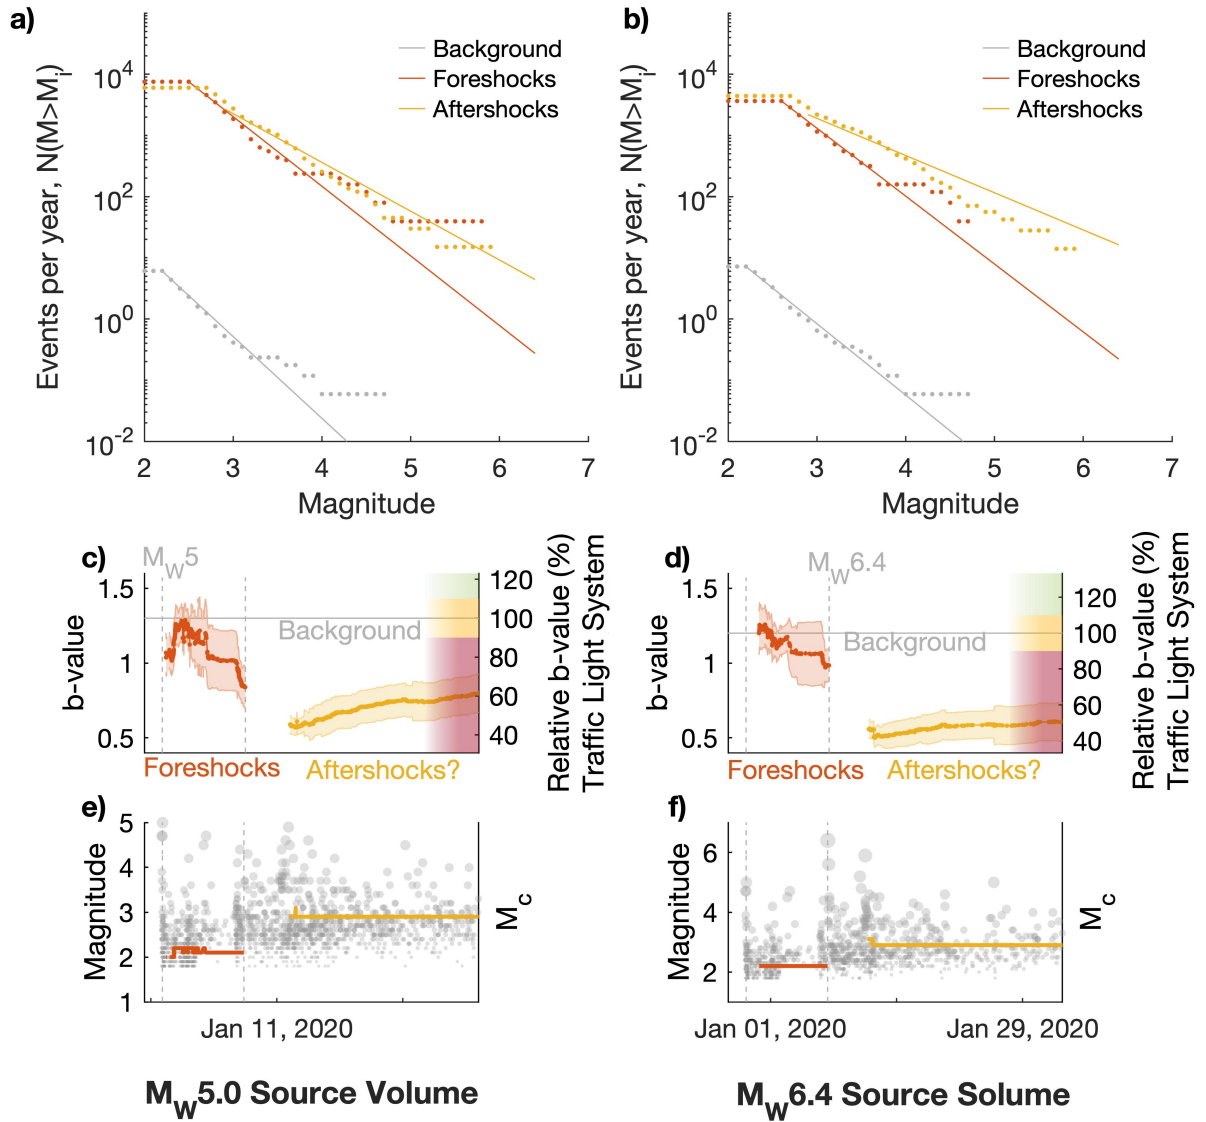 a)
Events per year, N(M>M_i)
10^4
10^2
10^0
10^-2
2 3 4 5 6 7
Magnitude
Background
Foreshocks
Aftershocks
b)
Events per year, N(M>M_i)
10^4
10^2
10^0
10^-2
2 3 4 5 6 7
Magnitude
Background
Foreshocks
Aftershocks
c)
M_W5
b-value
1.5
1
0.5
Background
120
100
80
60
40
Relative b-value (%)
Traffic Light System
Foreshocks
Aftershocks?
d)
M_W6.4
b-value
1.5
1
0.5
Background
120
100
80
60
40
Relative b-value (%)
Traffic Light System
Foreshocks
Aftershocks?
e)
Magnitude
5
4
3
2
1
M_c
Jan 11, 2020
f)
Magnitude
6
4
2
M_c
Jan 01, 2020
Jan 29, 2020
M_W5.0 Source Volume
M_W6.4 Source Solume